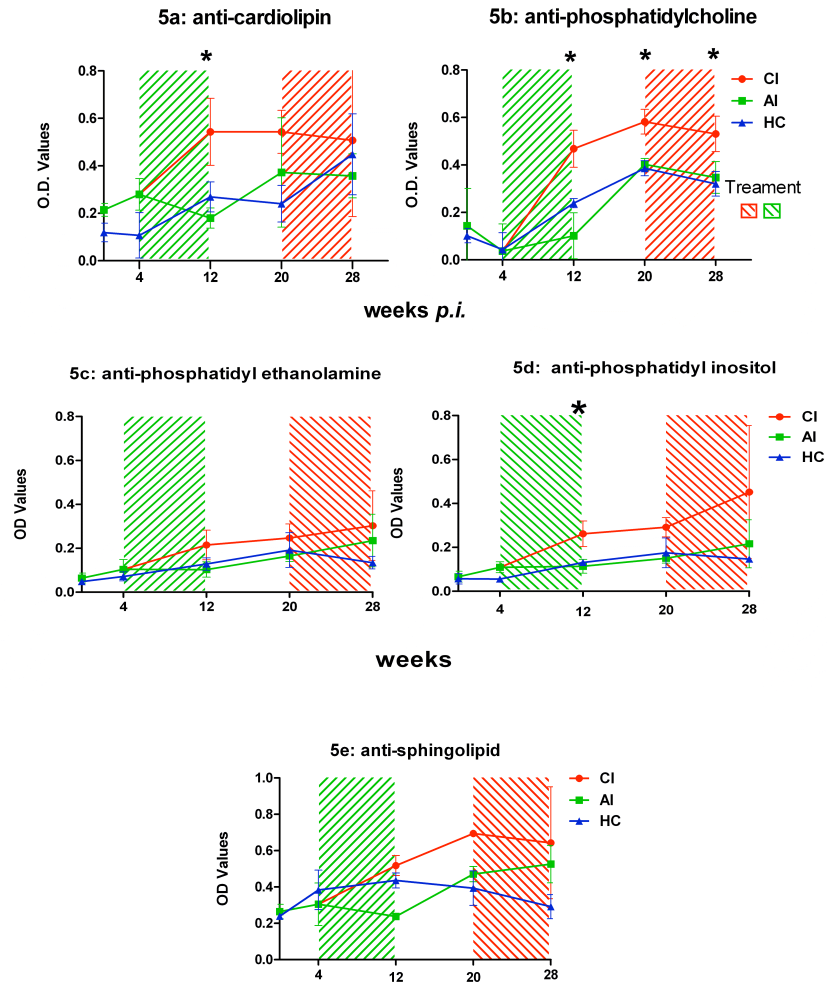 5a: anti-cardiolipin
5b: anti-phosphatidylcholine
*
* * *
O.D. Values
0.8
0.6
0.4
0.2
0.0
4 12 20 28
O.D. Values
0.8
0.6
0.4
0.2
0.0
4 12 20 28
CI
AI
HC
Treament
weeks p.i.
5c: anti-phosphatidyl ethanolamine
5d: anti-phosphatidyl inositol
*
OD Values
0.8
0.6
0.4
0.2
0.0
4 12 20 28
OD Values
0.8
0.6
0.4
0.2
0.0
4 12 20 28
CI
AI
HC
weeks
5e: anti-sphingolipid
OD Values
1.0
0.8
0.6
0.4
0.2
0.0
4 12 20 28
CI
AI
HC